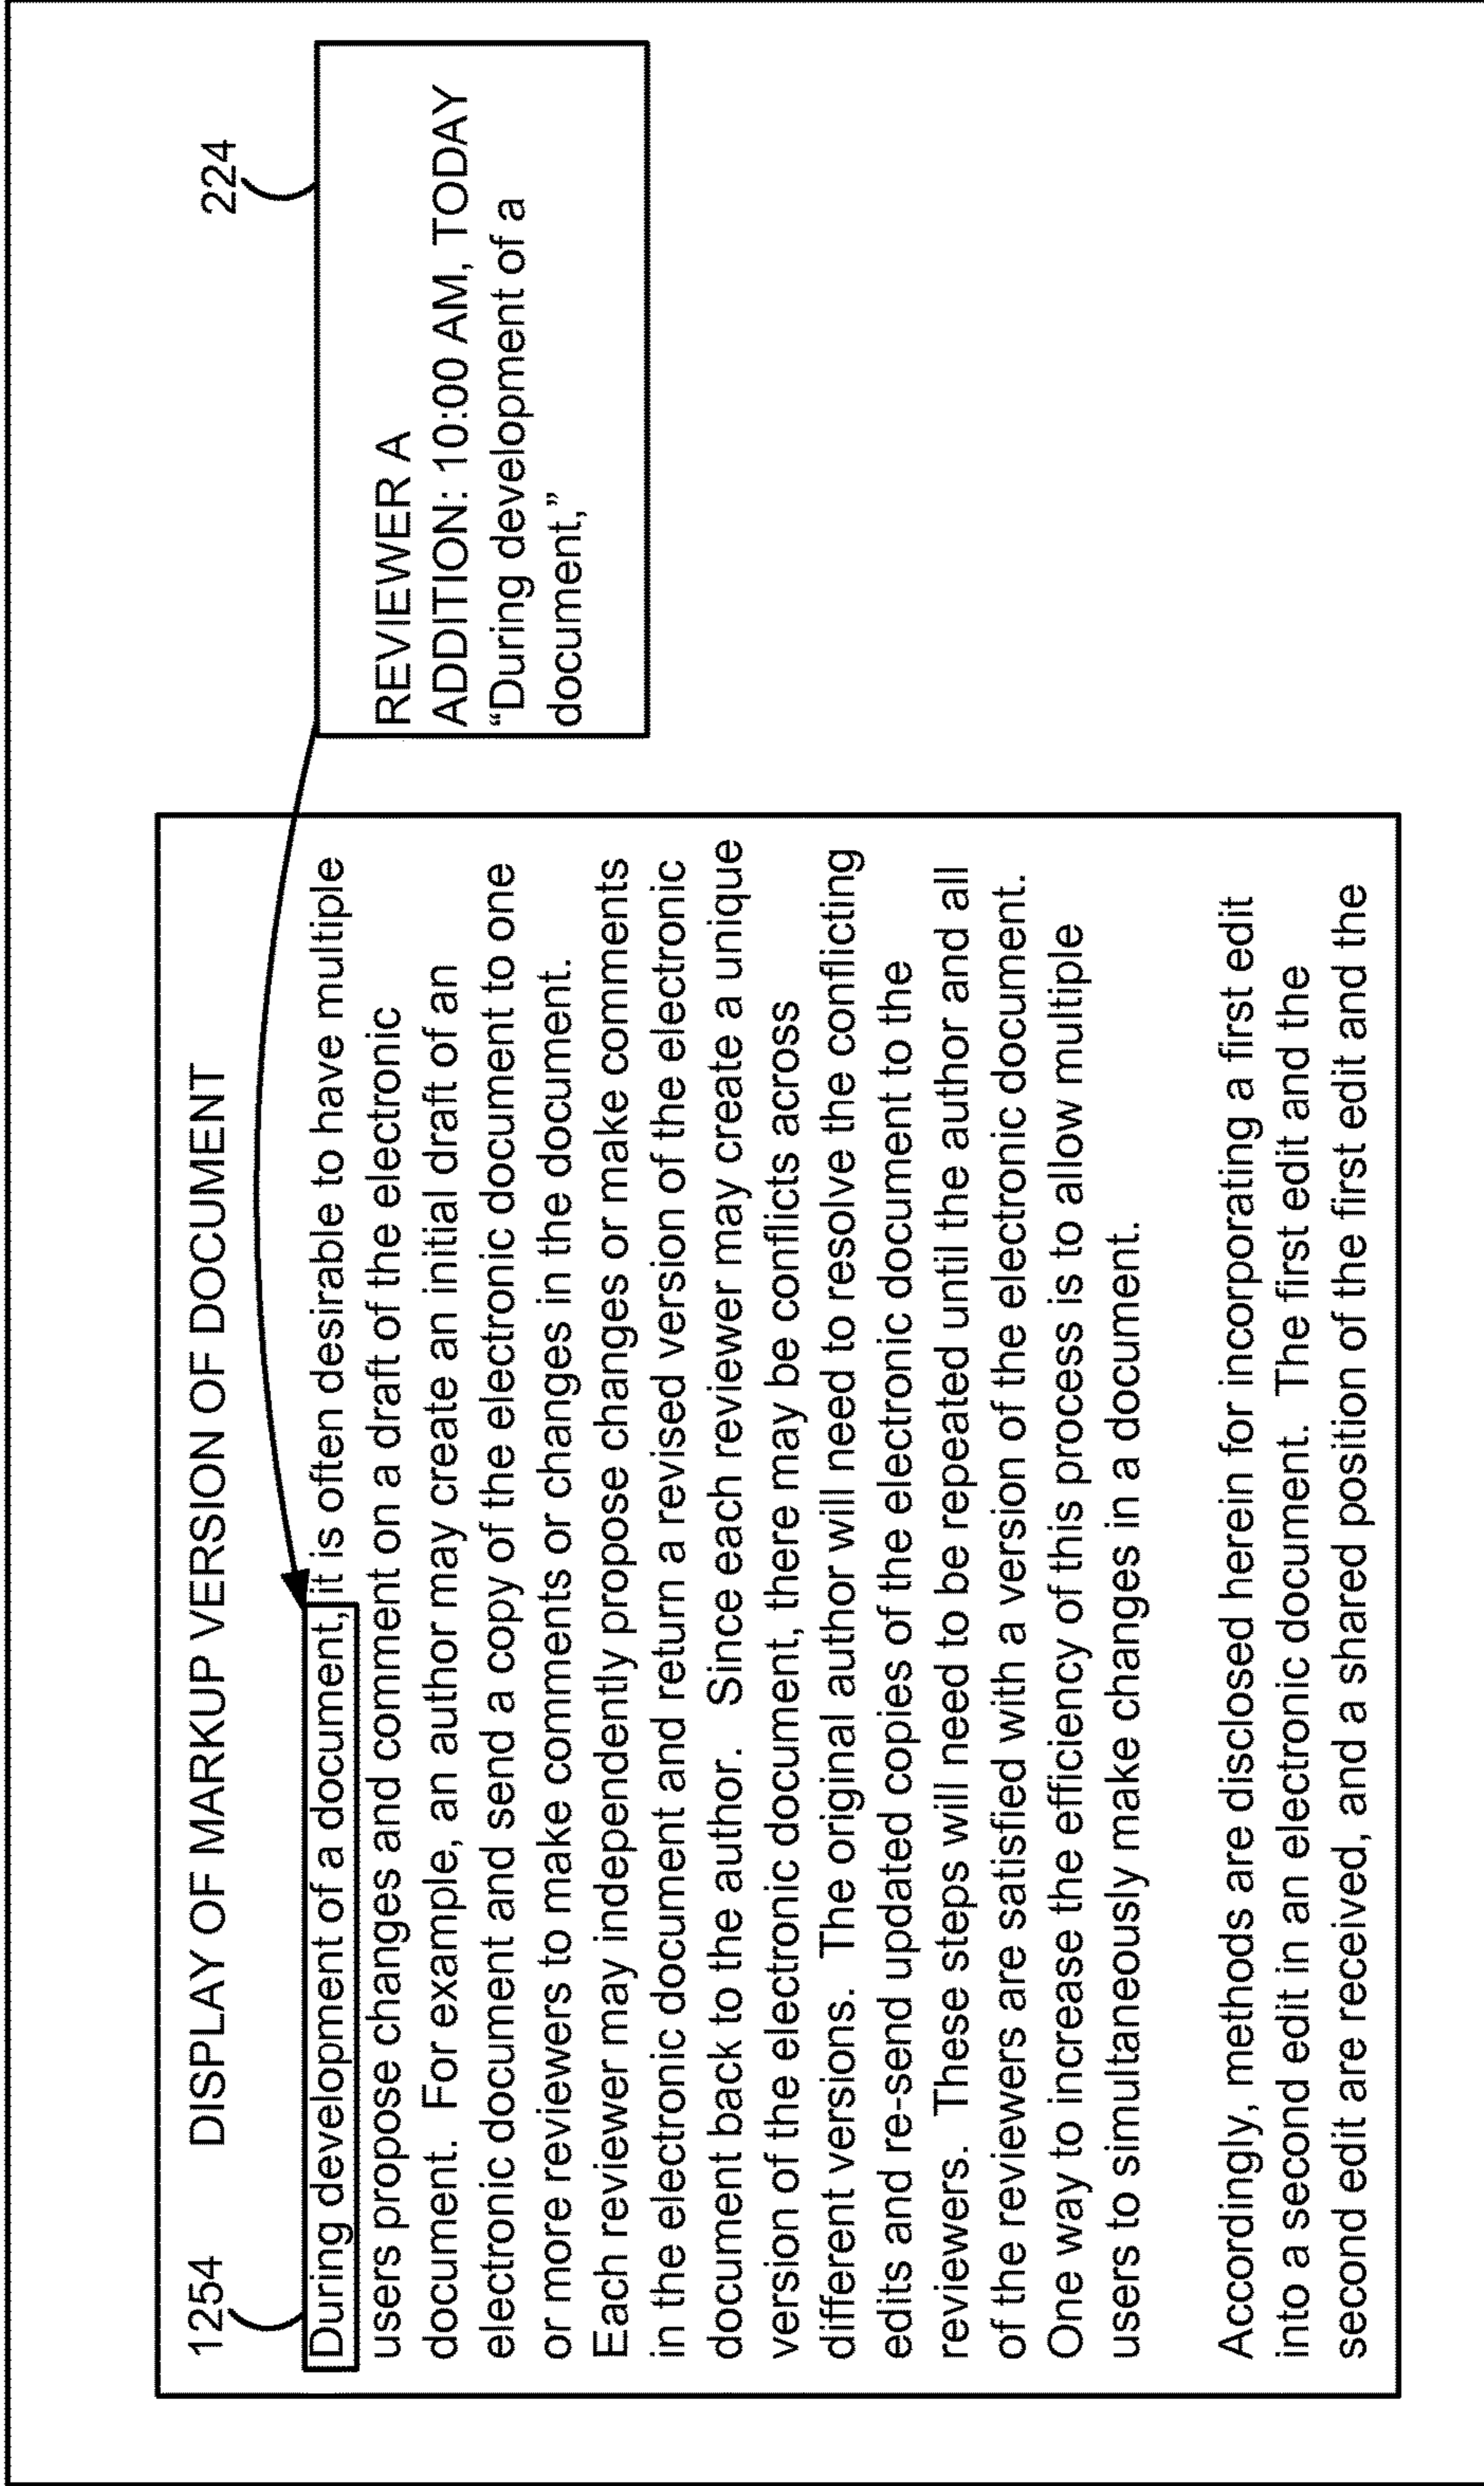 1254
DISPLAY OF MARKUP VERSION OF DOCUMENT
During development of a document, it is often desirable to have multiple
users propose changes and comment on a draft of the electronic
document. For example, an author may create an initial draft of an
electronic document and send a copy of the electronic document to one
or more reviewers to make comments or changes in the document.
Each reviewer may independently propose changes or make comments
in the electronic document and return a revised version of the electronic
document back to the author. Since each reviewer may create a unique
version of the electronic document, there may be conflicts across
different versions. The original author will need to resolve the conflicting
edits and re-send updated copies of the electronic document to the
reviewers. These steps will need to be repeated until the author and all
of the reviewers are satisfied with a version of the electronic document.
One way to increase the efficiency of this process is to allow multiple
users to simultaneously make changes in a document.
Accordingly, methods are disclosed herein for incorporating a first edit
into a second edit in an electronic document. The first edit and the
second edit are received, and a shared position of the first edit and the
224
REVIEWER A
ADDITION: 10:00 AM, TODAY
“During development of a
document,”